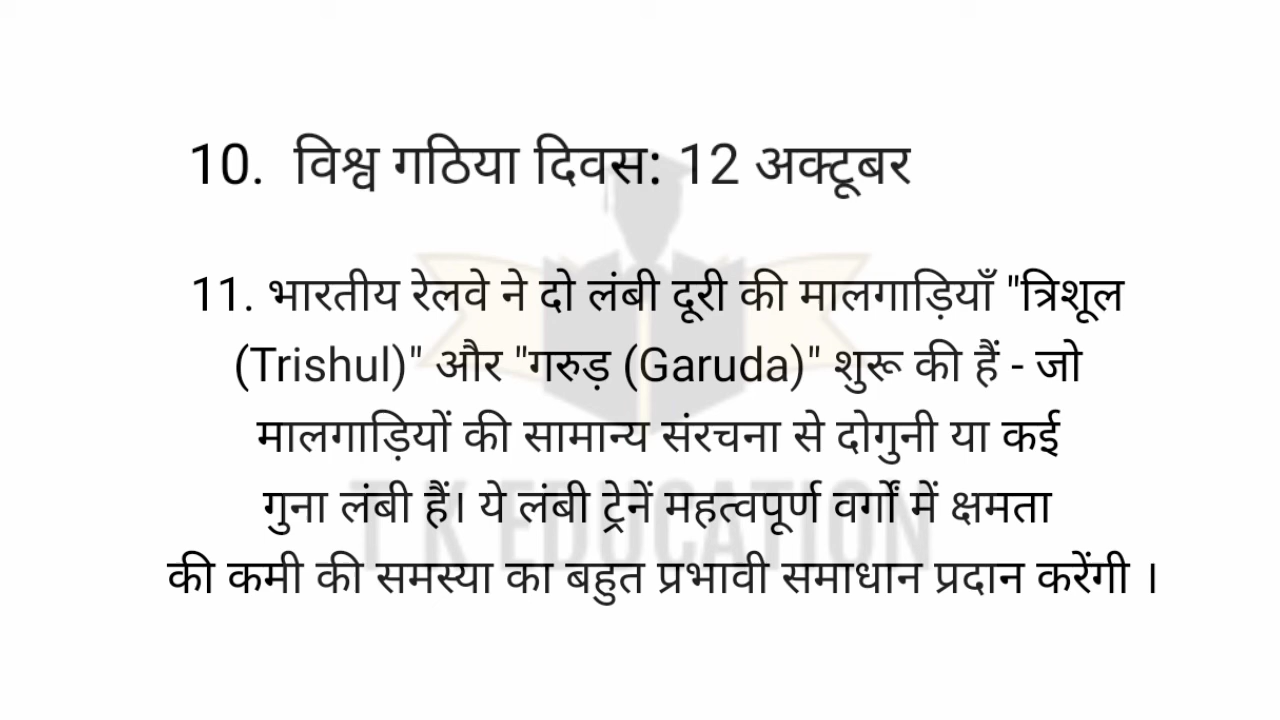 10. विश्व गठिया दिवस: 12 अक्टूबर
11. भारतीय रेलवे ने दो लंबी दूरी की मालगाड़ियाँ "त्रिशूल
(Trishul)" और "गरुड़ (Garuda)" शुरू की हैं - जो
मालगाड़ियों की सामान्य संरचना से दोगुनी या कई
गुना लंबी हैं। ये लंबी ट्रेनें महत्वपूर्ण वर्गों में क्षमता
की कमी की समस्या का बहुत प्रभावी समाधान प्रदान करेंगी ।
T K EDUCATION